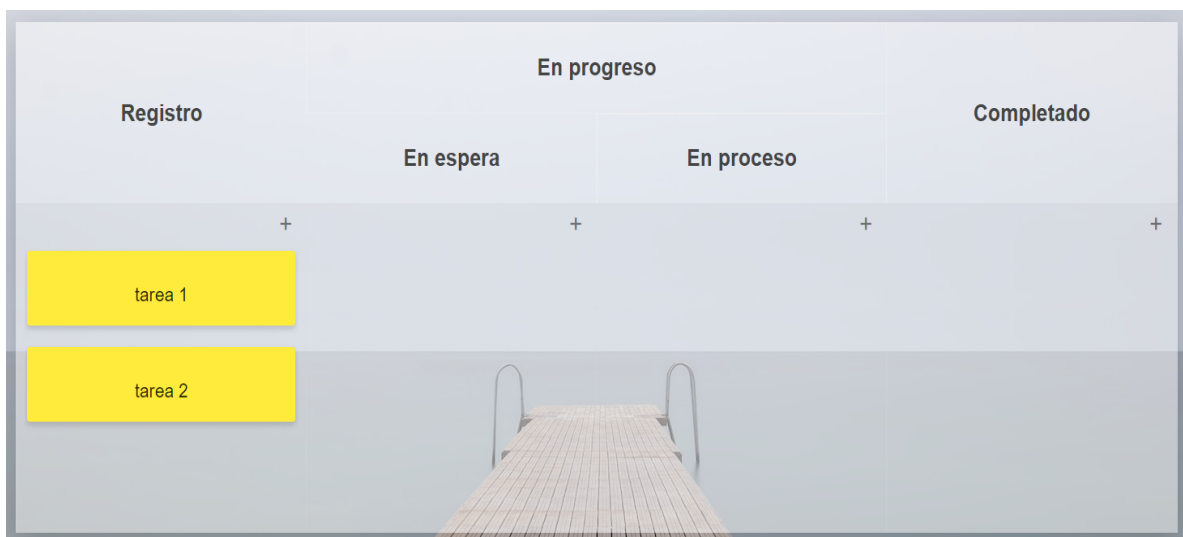 En progreso
Registro
Completado
En espera
En proceso
+
+
+
+
tarea 1
tarea 2